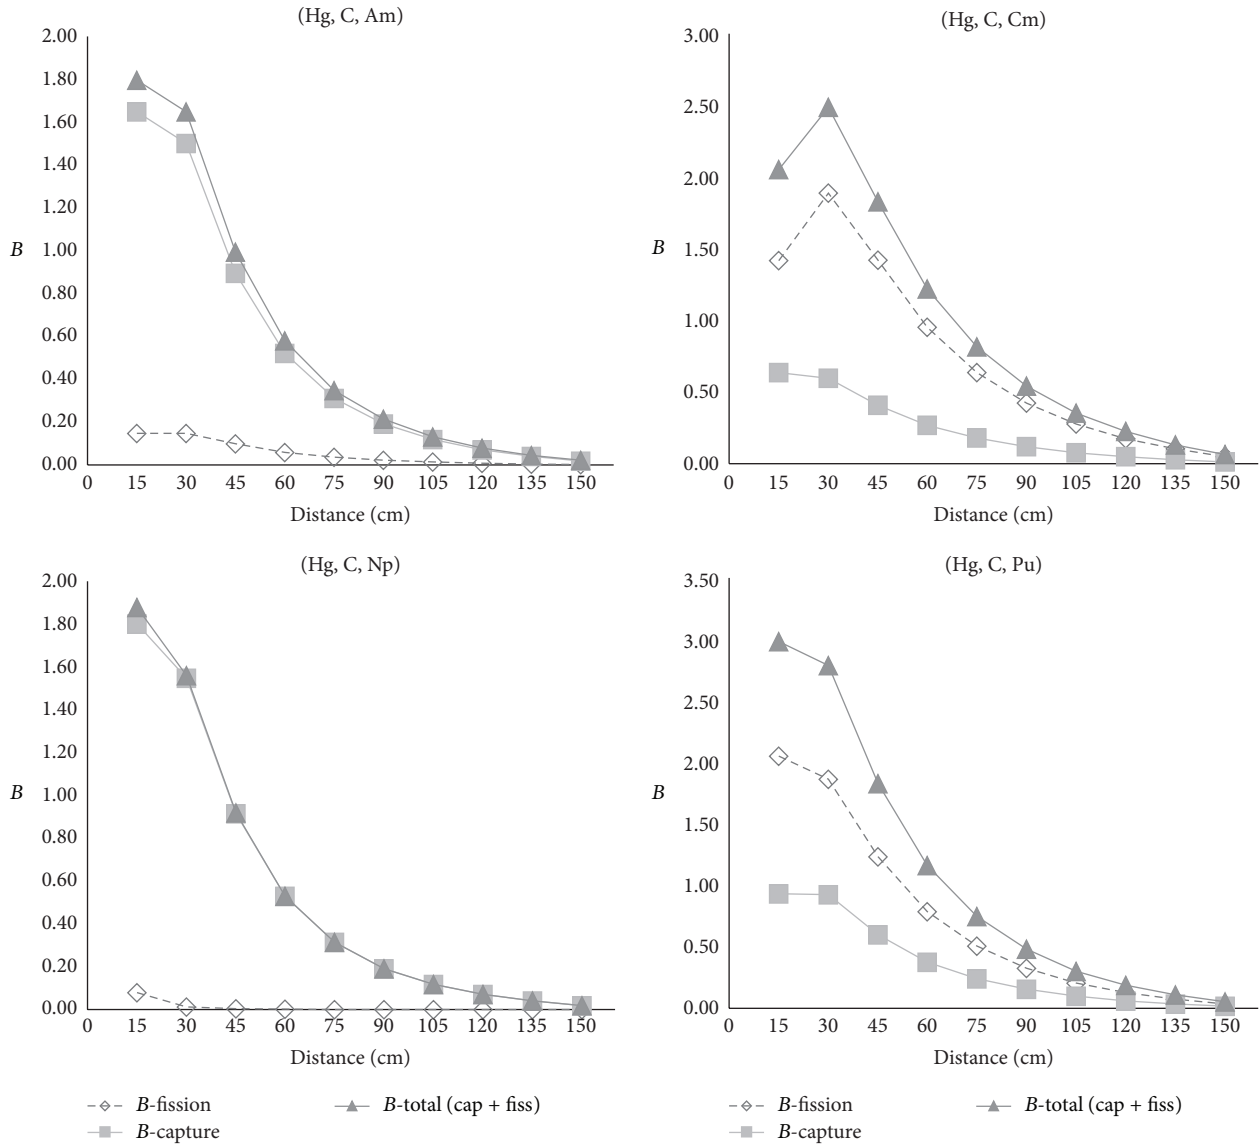 (Hg, C, Am)
2.00
1.80
1.60
1.40
1.20
1.00
0.80
0.60
0.40
0.20
0.00
B
0 15 30 45 60 75 90 105 120 135 150
Distance (cm)
(Hg, C, Cm)
3.00
2.50
2.00
1.50
1.00
0.50
0.00
B
0 15 30 45 60 75 90 105 120 135 150
Distance (cm)
(Hg, C, Np)
2.00
1.80
1.60
1.40
1.20
1.00
0.80
0.60
0.40
0.20
0.00
B
0 15 30 45 60 75 90 105 120 135 150
Distance (cm)
B-fission
B-capture
B-total (cap + fiss)
(Hg, C, Pu)
3.50
3.00
2.50
2.00
1.50
1.00
0.50
0.00
B
0 15 30 45 60 75 90 105 120 135 150
Distance (cm)
B-fission
B-capture
B-total (cap + fiss)